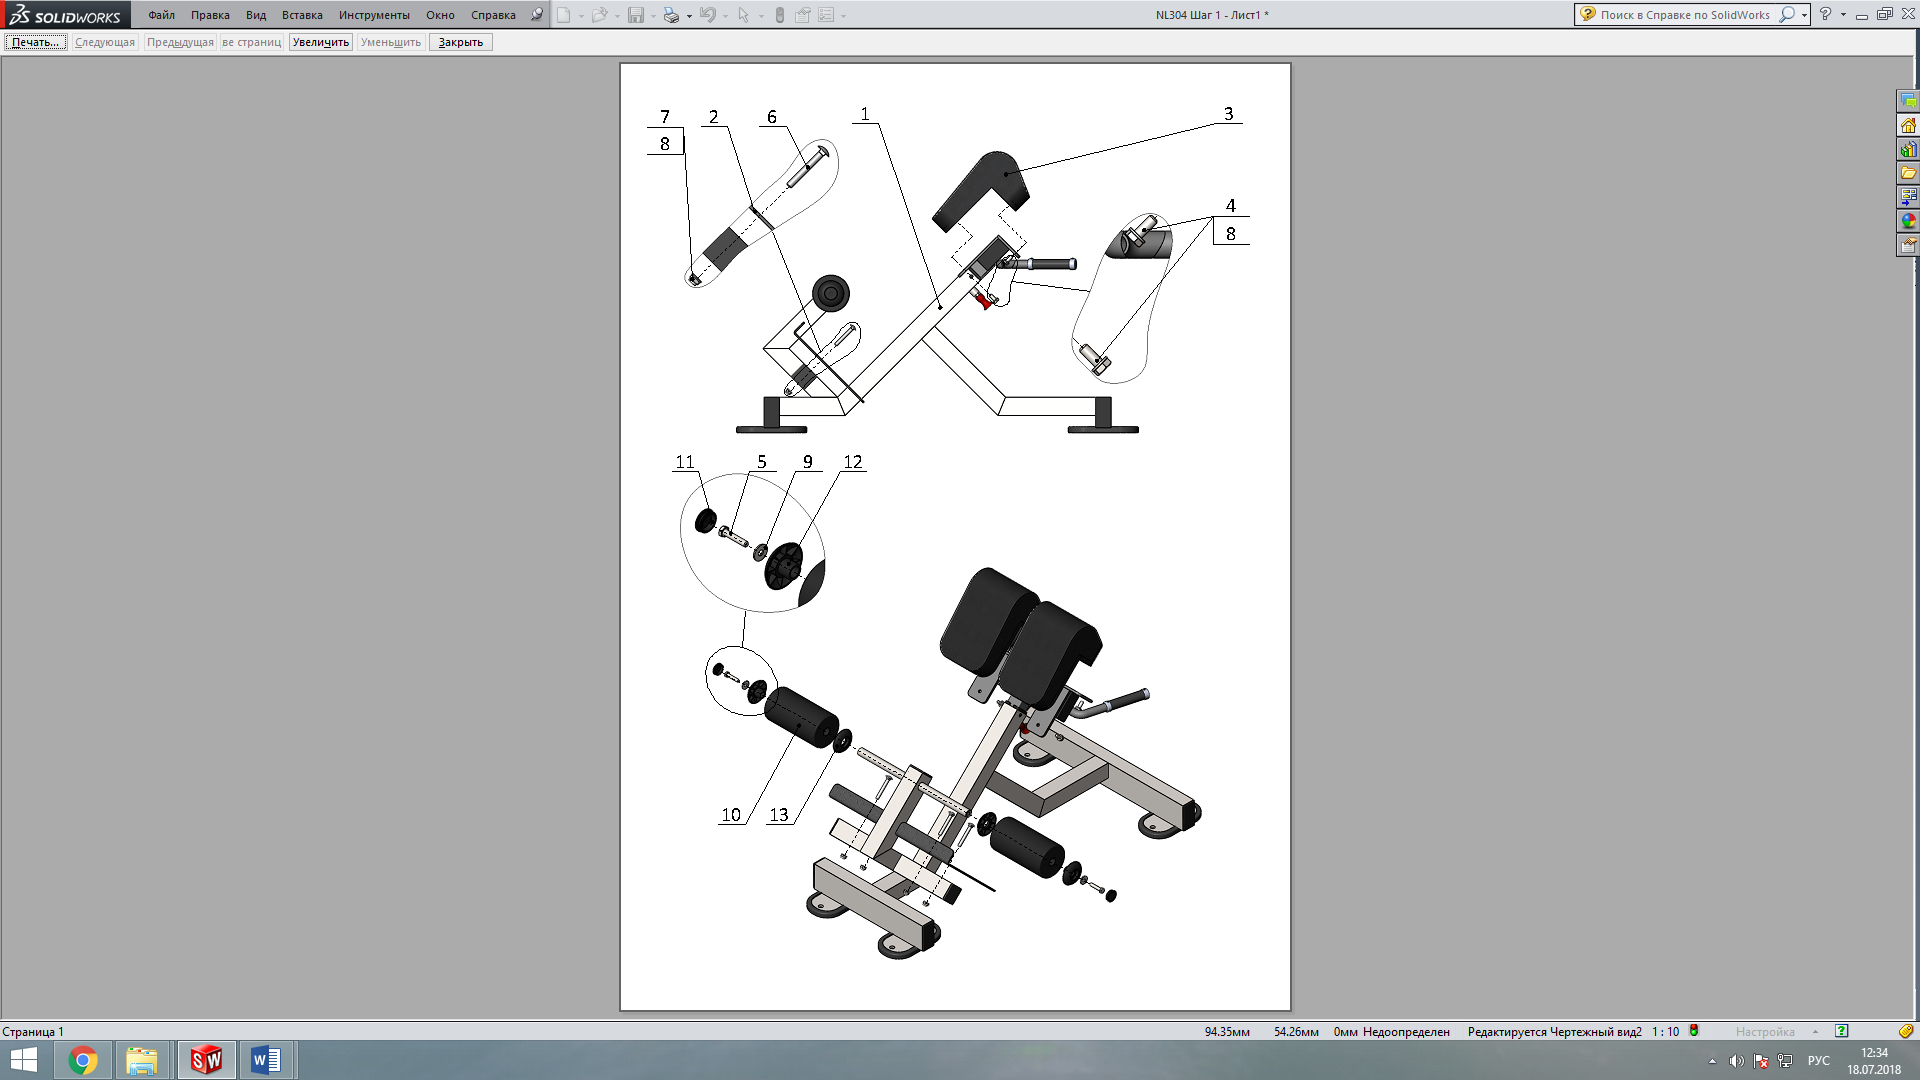 SOLIDWORKS
Файл Правка Вид Вставка Инструменты Окно Справка
NL304 Шаг 1 - Лист1 *
Поиск в Справке по SolidWorks
Печать... Следующая Предыдущая ве страниц Увеличить Уменьшить Закрыть
7 2 6 1 3
8
4
8
11 5 9 12
10 13
Страница 1
94.35мм 54.26мм 0мм Недоопределен Редактируется Чертежный вид2 1 : 10 Настройка
РУС
12:34
18.07.2018